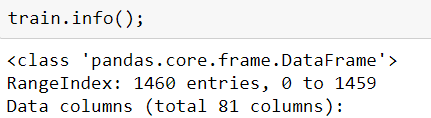 train.info();
<class 'pandas.core.frame.DataFrame'>
RangeIndex: 1460 entries, 0 to 1459
Data columns (total 81 columns):